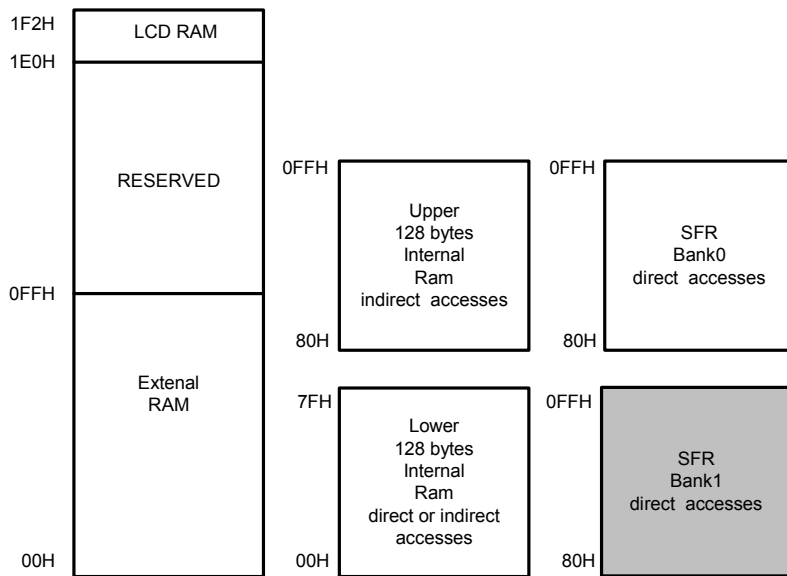 1F2H
LCD RAM
1E0H
RESERVED
0FFH
Extenal
RAM
00H
0FFH
Upper
128 bytes
Internal
Ram
indirect accesses
80H
7FH
Lower
128 bytes
Internal
Ram
direct or indirect
accesses
00H
0FFH
SFR
Bank0
direct accesses
80H
0FFH
SFR
Bank1
direct accesses
80H